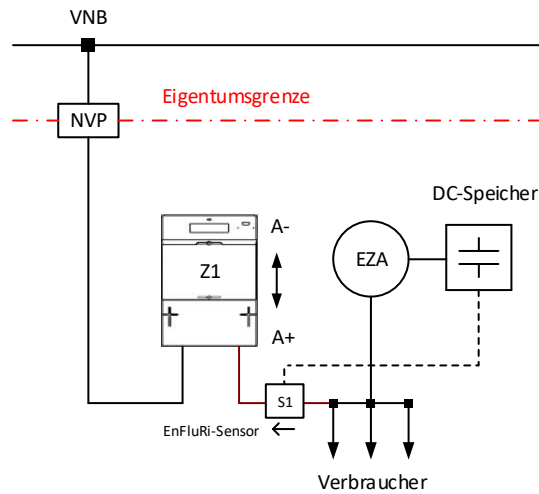 VNB
Eigentumsgrenze
NVP
DC-Speicher
A-
EZA
Z1
A+
S1
EnFluRi-Sensor
Verbraucher